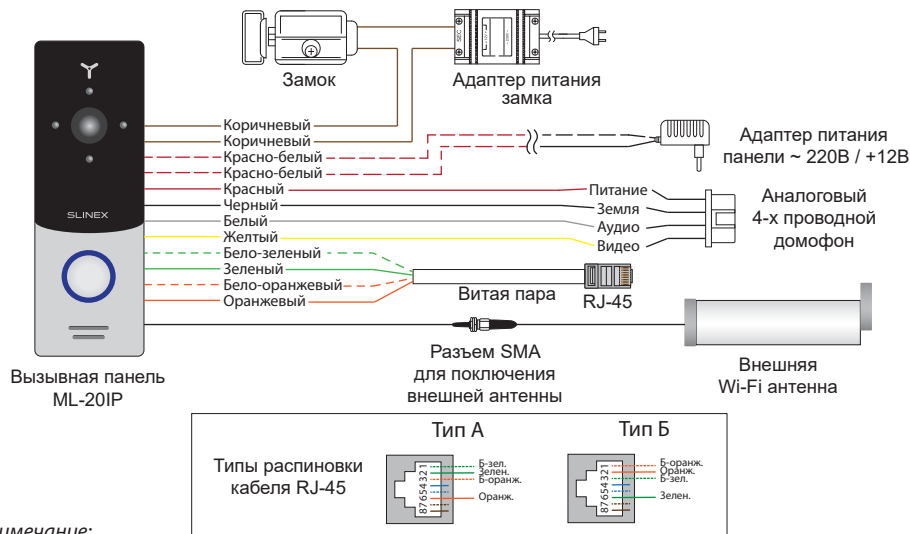 Замок
Адаптер питания
замка
SEC
Коричневый
Коричневый
Красно-белый
Красно-белый
Красный
Черный
Белый
Желтый
Бело-зеленый
Зеленый
Бело-оранжевый
Оранжевый
SLINEX
Адаптер питания
панели ~ 220В / +12В
Питание
Земля
Аудио
Видео
Аналоговый
4-х проводной
домофон
Витая пара
RJ-45
Вызывная панель
ML-20IP
Разъем SMA
для поключения
внешней антенны
Внешняя
Wi-Fi антенна
Типы распиновки
кабеля RJ-45
Тип А
87654321
Б-зел.
Зелен.
Б-оранж.
Оранж.
Тип Б
87654321
Б-оранж.
Оранж.
Б-зел.
Зелен.
имечание: